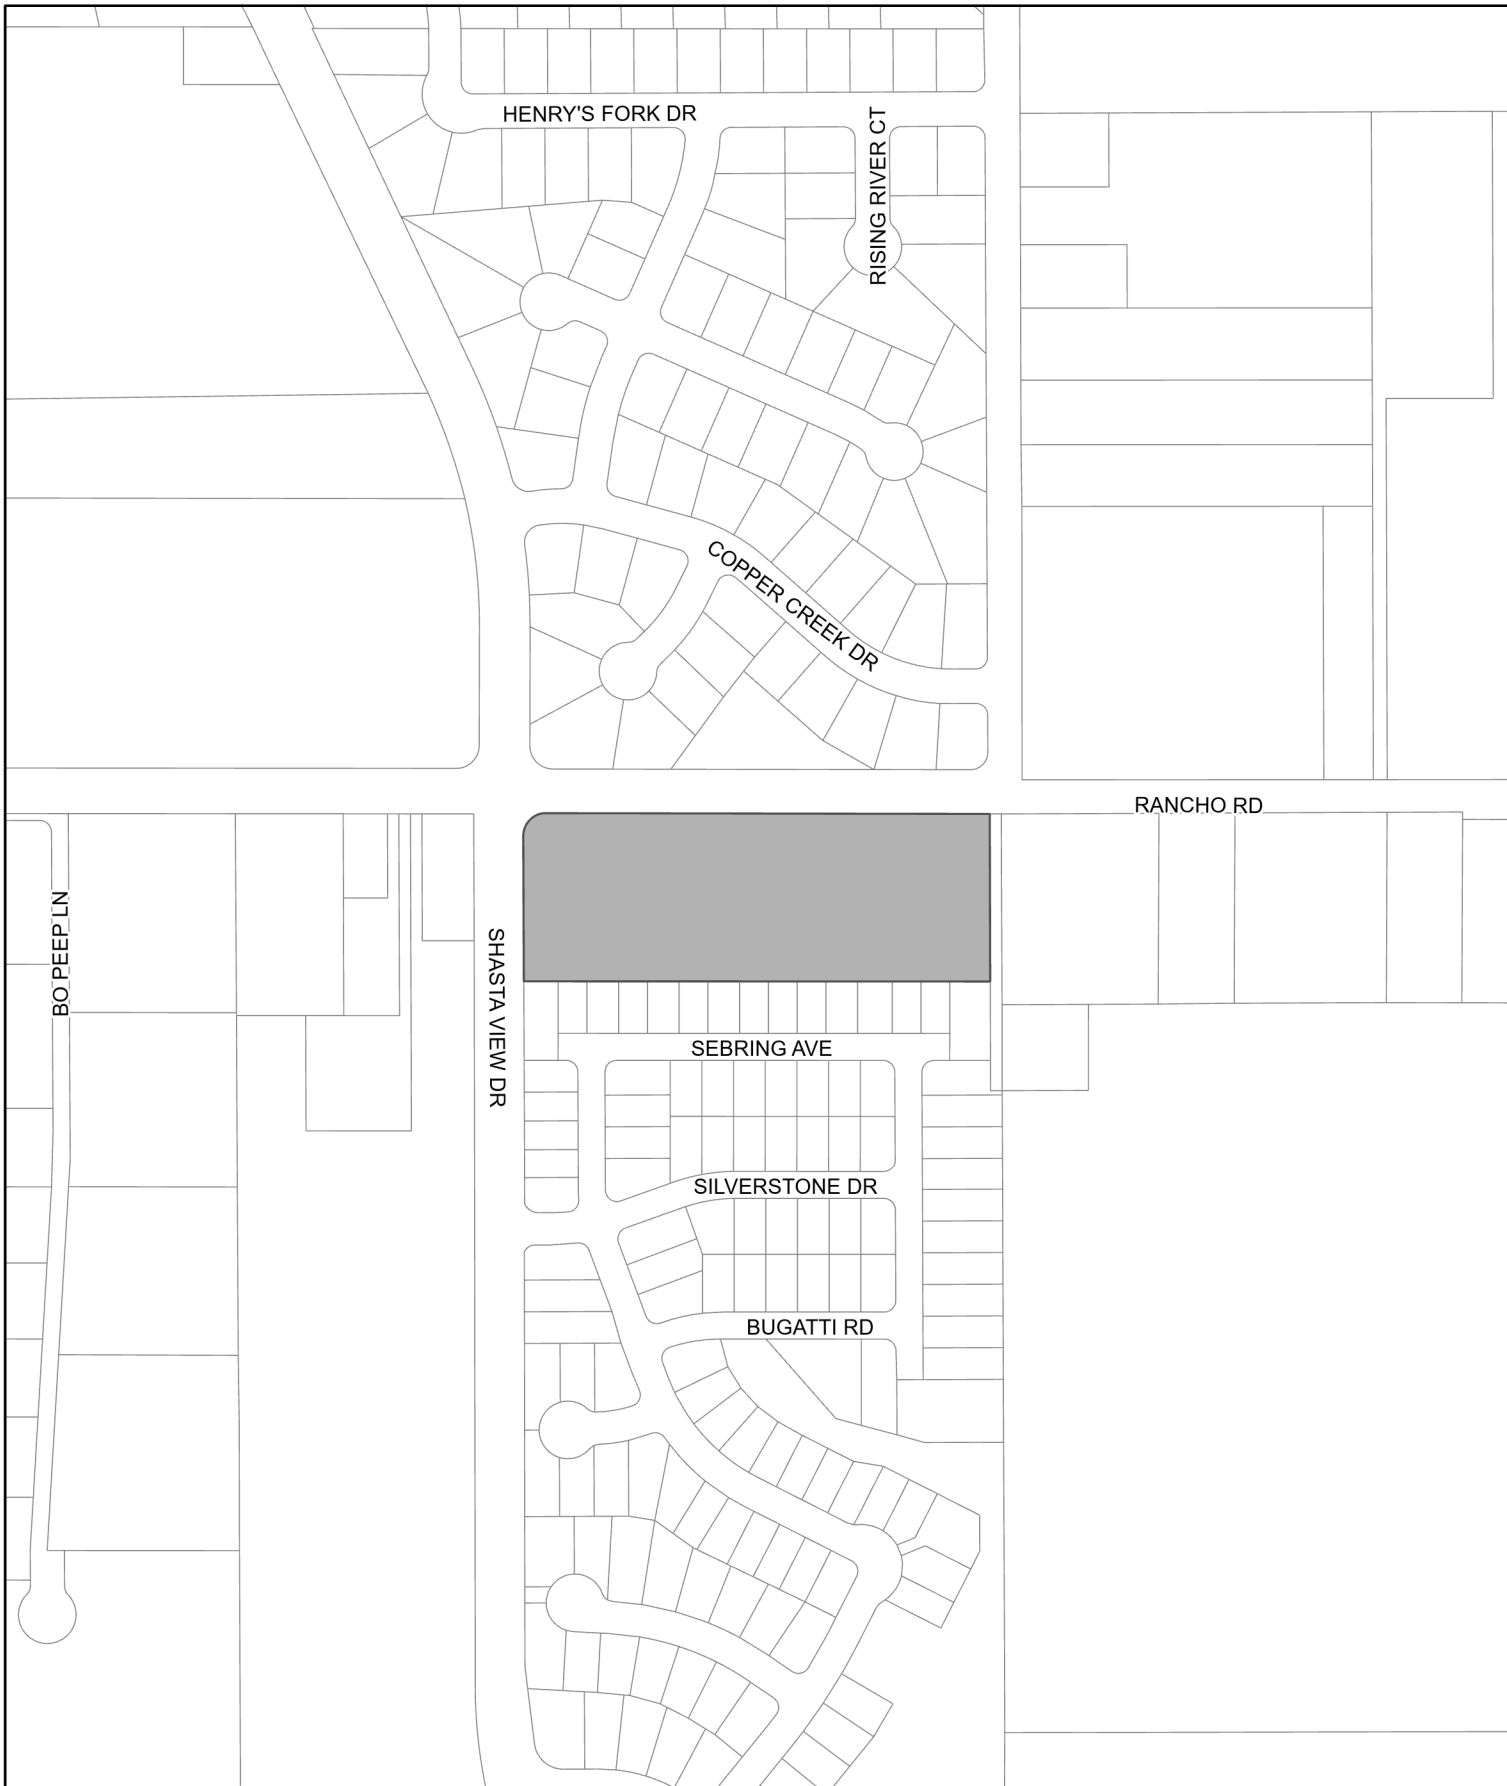 HENRY'S FORK DR
RISING RIVER CT
COPPER CREEK DR
RANCHO RD
BO PEEP LN
SHASTA VIEW DR
SEBRING AVE
SILVERSTONE DR
BUGATTI RD